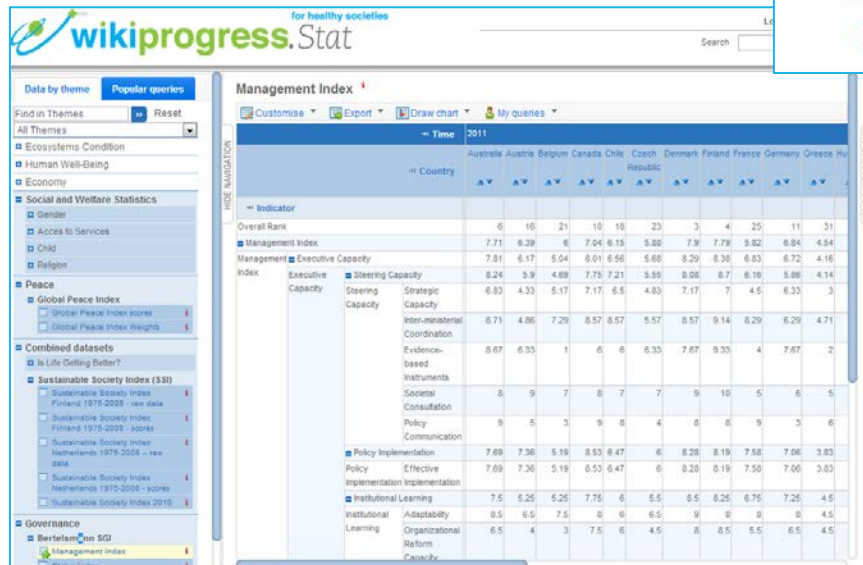 for healthy societies
wikiprogress.Stat
Lo
Search
Data by theme Popular queries
Find in Themes » Reset
All Themes
Ecosystems Condition
Human Well-Being
Economy
Social and Welfare Statistics
Gender
Acces to Services
Child
Religion
Peace
Global Peace Index
Global Peace Index scores i
Global Peace Index Weights i
Combined datasets
Is Life Getting Better?
Sustainable Society Index (SSI)
Sustainable Society Index i
Finland 1975-2008 - raw data
Sustainable Society Index i
Finland 1975-2008 - scores
Sustainable Society Index i
Netherlands 1975-2008 -- raw
data
Sustainable Society Index i
Netherlands 1975-2008 - scores
Sustainable Society Index 2010 i
Governance
Bertelsmann SGI
Management Index i
HIDE NAVIGATION
Management Index i
Customise Export Draw chart My queries
Time 2011
Country Australia Austria Belgium Canada Chile Czech Republic Denmark Finland France Germany Greece Hu
Indicator
Overall Rank 6 16 21 10 18 23 3 4 25 11 31
Management Index 7.71 6.39 6 7.04 6.15 5.88 7.9 7.79 5.82 6.84 4.54
Management Index Executive Capacity 7.81 6.17 5.04 8.01 6.56 5.68 8.29 8.38 6.83 6.72 4.16
Executive Capacity Steering Capacity 8.24 5.9 4.69 7.75 7.21 5.55 8.08 8.7 6.16 5.86 4.14
Steering Capacity Strategic Capacity 6.83 4.33 5.17 7.17 6.5 4.83 7.17 7 4.5 6.33 3
Inter-ministerial Coordination 8.71 4.86 7.29 8.57 8.57 5.57 8.57 9.14 8.29 6.29 4.71
Evidence-based Instruments 8.67 6.33 1 6 6 6.33 7.67 9.33 4 7.67 2
Societal Consultation 8 9 7 8 7 7 9 10 5 6 5
Policy Communication 9 5 3 9 8 4 8 8 9 3 6
Policy Implementation 7.69 7.36 5.19 8.53 6.47 6 8.28 8.19 7.58 7.06 3.83
Policy Implementation Effective Implementation 7.69 7.36 5.19 8.53 6.47 6 8.28 8.19 7.58 7.06 3.83
Institutional Learning 7.5 5.25 5.25 7.75 6 5.5 8.5 8.25 6.75 7.25 4.5
Institutional Learning Adaptability 8.5 6.5 7.5 8 6 6.5 9 8 8 8 4.5
Organizational Reform Capacity 6.5 4 3 7.5 6 4.5 8 8.5 5.5 6.5 4.5